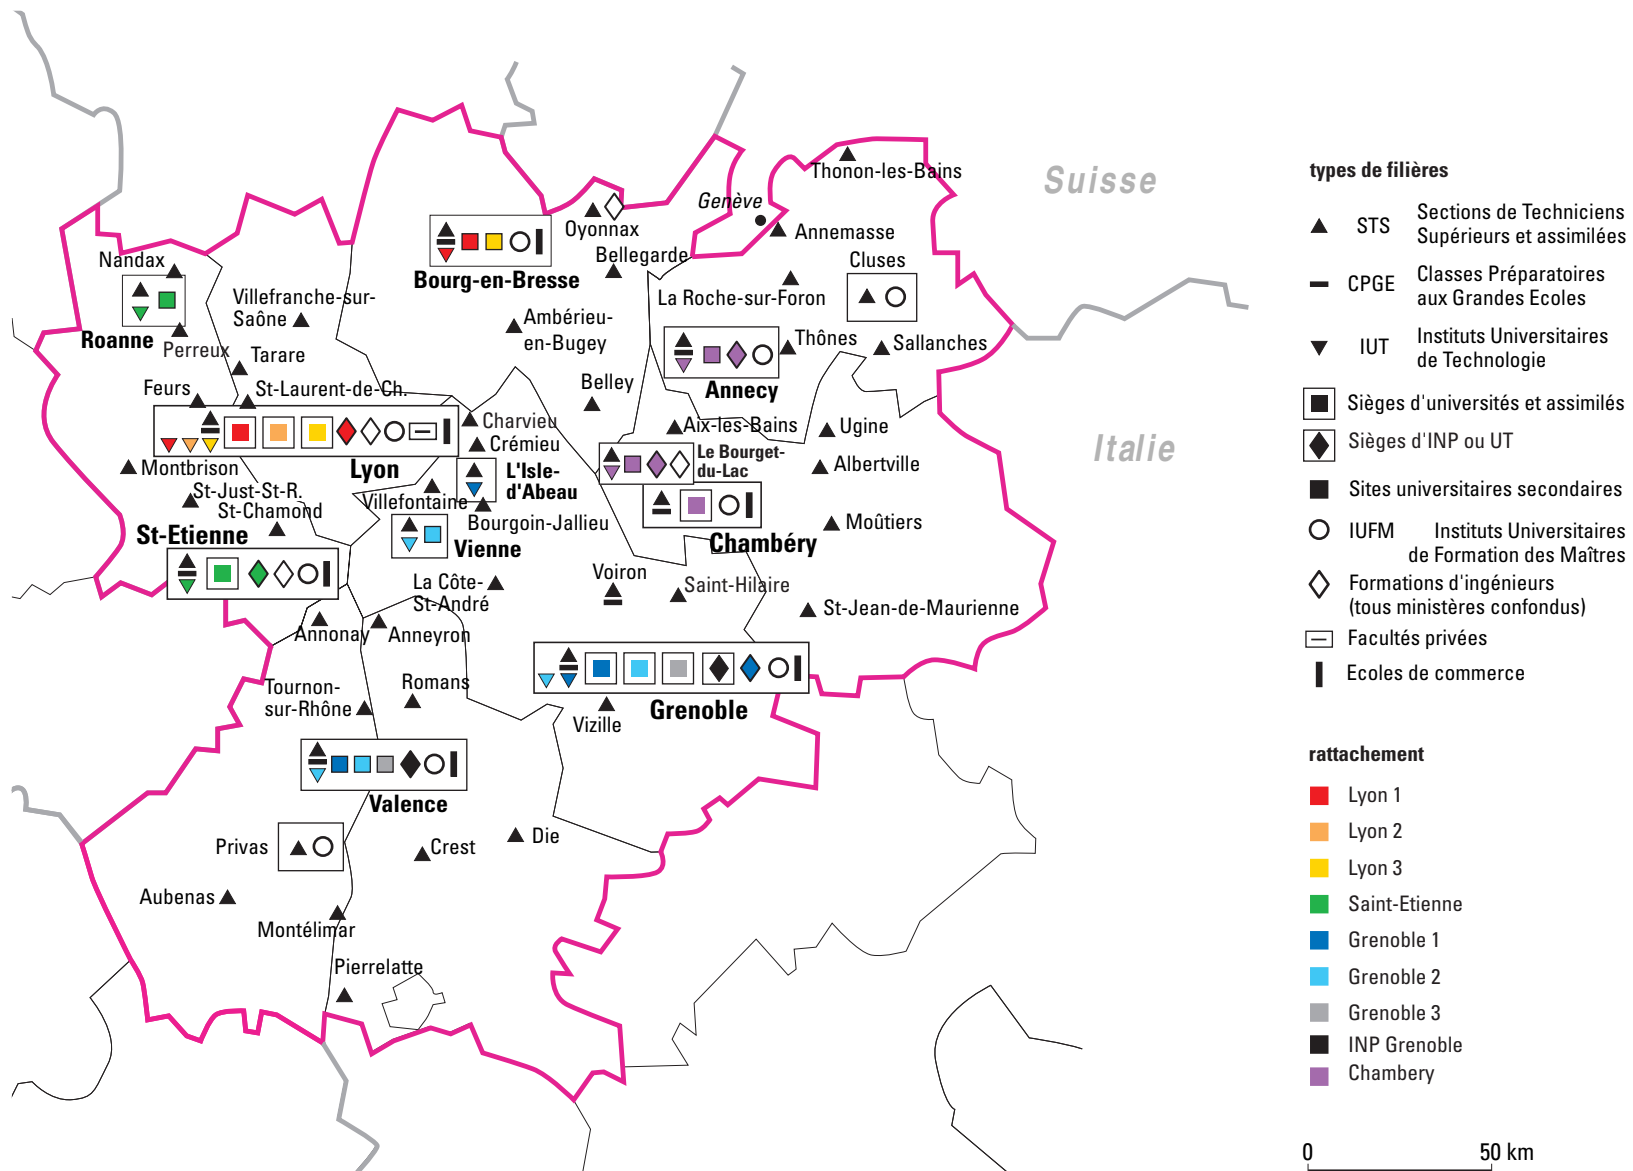 Suisse
Italie
Thonon-les-Bains
Genève
Oyonnax
Annemasse
Bellegarde
Cluses
Nandax
Bourg-en-Bresse
La Roche-sur-Foron
Villefranche-sur-
Saône
Ambérieu-
en-Bugey
Roanne
Perreux
Tarare
Thônes
Sallanches
Feurs
St-Laurent-de-Ch.
Belley
Annecy
Charvieu
Aix-les-Bains
Ugine
Crémieu
Le Bourget-
du-Lac
Lyon
Montbrison
L'Isle-
d'Abeau
Albertville
St-Just-St-R.
St-Chamond
Villefontaine
Bourgoin-Jallieu
Moûtiers
St-Etienne
Vienne
Chambéry
La Côte-
St-André
Voiron
Saint-Hilaire
St-Jean-de-Maurienne
Annonay
Anneyron
Tournon-
sur-Rhône
Romans
Vizille
Grenoble
Valence
Privas
Crest
Die
Aubenas
Montélimar
Pierrelatte
types de filières
STS Sections de Techniciens
Supérieurs et assimilées
CPGE Classes Préparatoires
aux Grandes Ecoles
IUT Instituts Universitaires
de Technologie
Sièges d'universités et assimilés
Sièges d'INP ou UT
Sites universitaires secondaires
IUFM Instituts Universitaires
de Formation des Maîtres
Formations d'ingénieurs
(tous ministères confondus)
Facultés privées
Ecoles de commerce
rattachement
Lyon 1
Lyon 2
Lyon 3
Saint-Etienne
Grenoble 1
Grenoble 2
Grenoble 3
INP Grenoble
Chambery
0 50 km